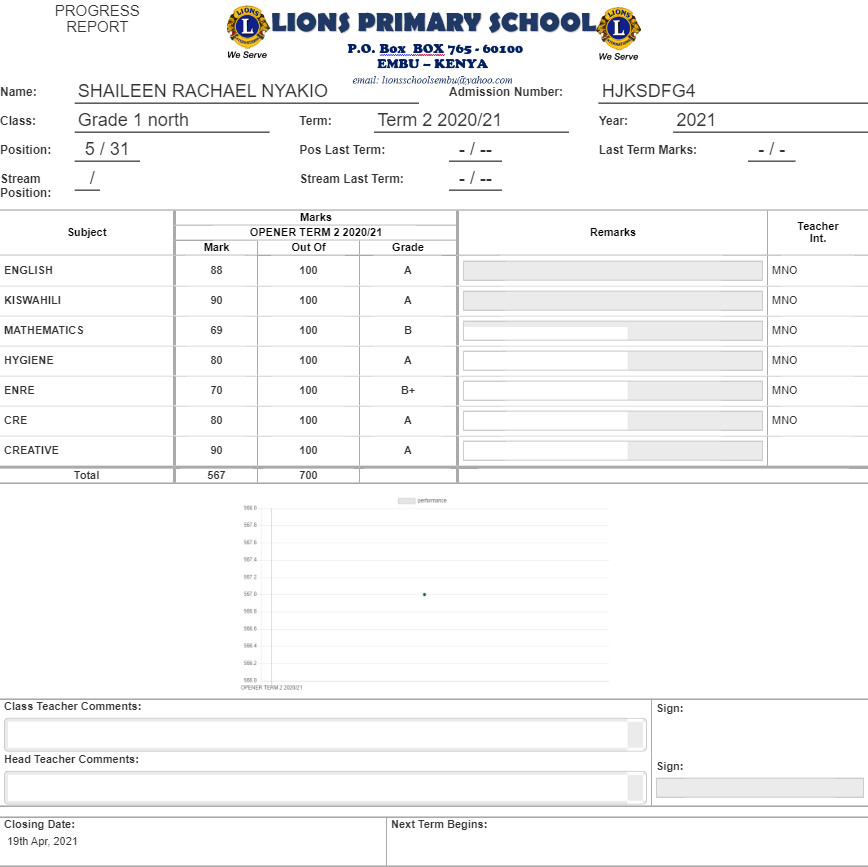 PROGRESS
REPORT
LIONS PRIMARY SCHOOL
We Serve
We Serve
P.O. Box BOX 765 - 60100
EMBU – KENYA
email: lionsschoolsembu@yahoo.com
Name: SHAILEEN RACHAEL NYAKIO Admission Number: HJKSDFG4
Class: Grade 1 north Term: Term 2 2020/21 Year: 2021
Position: 5 / 31 Pos Last Term: - / -- Last Term Marks: - / -
Stream Position: / Stream Last Term: - / --
Subject Marks Remarks Teacher Int.
OPENER TERM 2 2020/21
Mark Out Of Grade
ENGLISH 88 100 A MNO
KISWAHILI 90 100 A MNO
MATHEMATICS 69 100 B MNO
HYGIENE 80 100 A MNO
ENRE 70 100 B+ MNO
CRE 80 100 A MNO
CREATIVE 90 100 A
Total 567 700
performance
568.0
567.8
567.6
567.4
567.2
567.0
566.8
566.6
566.4
566.2
566.0
OPENER TERM 2 2020/21
Class Teacher Comments: Sign:
Head Teacher Comments: Sign:
Closing Date: Next Term Begins:
19th Apr, 2021